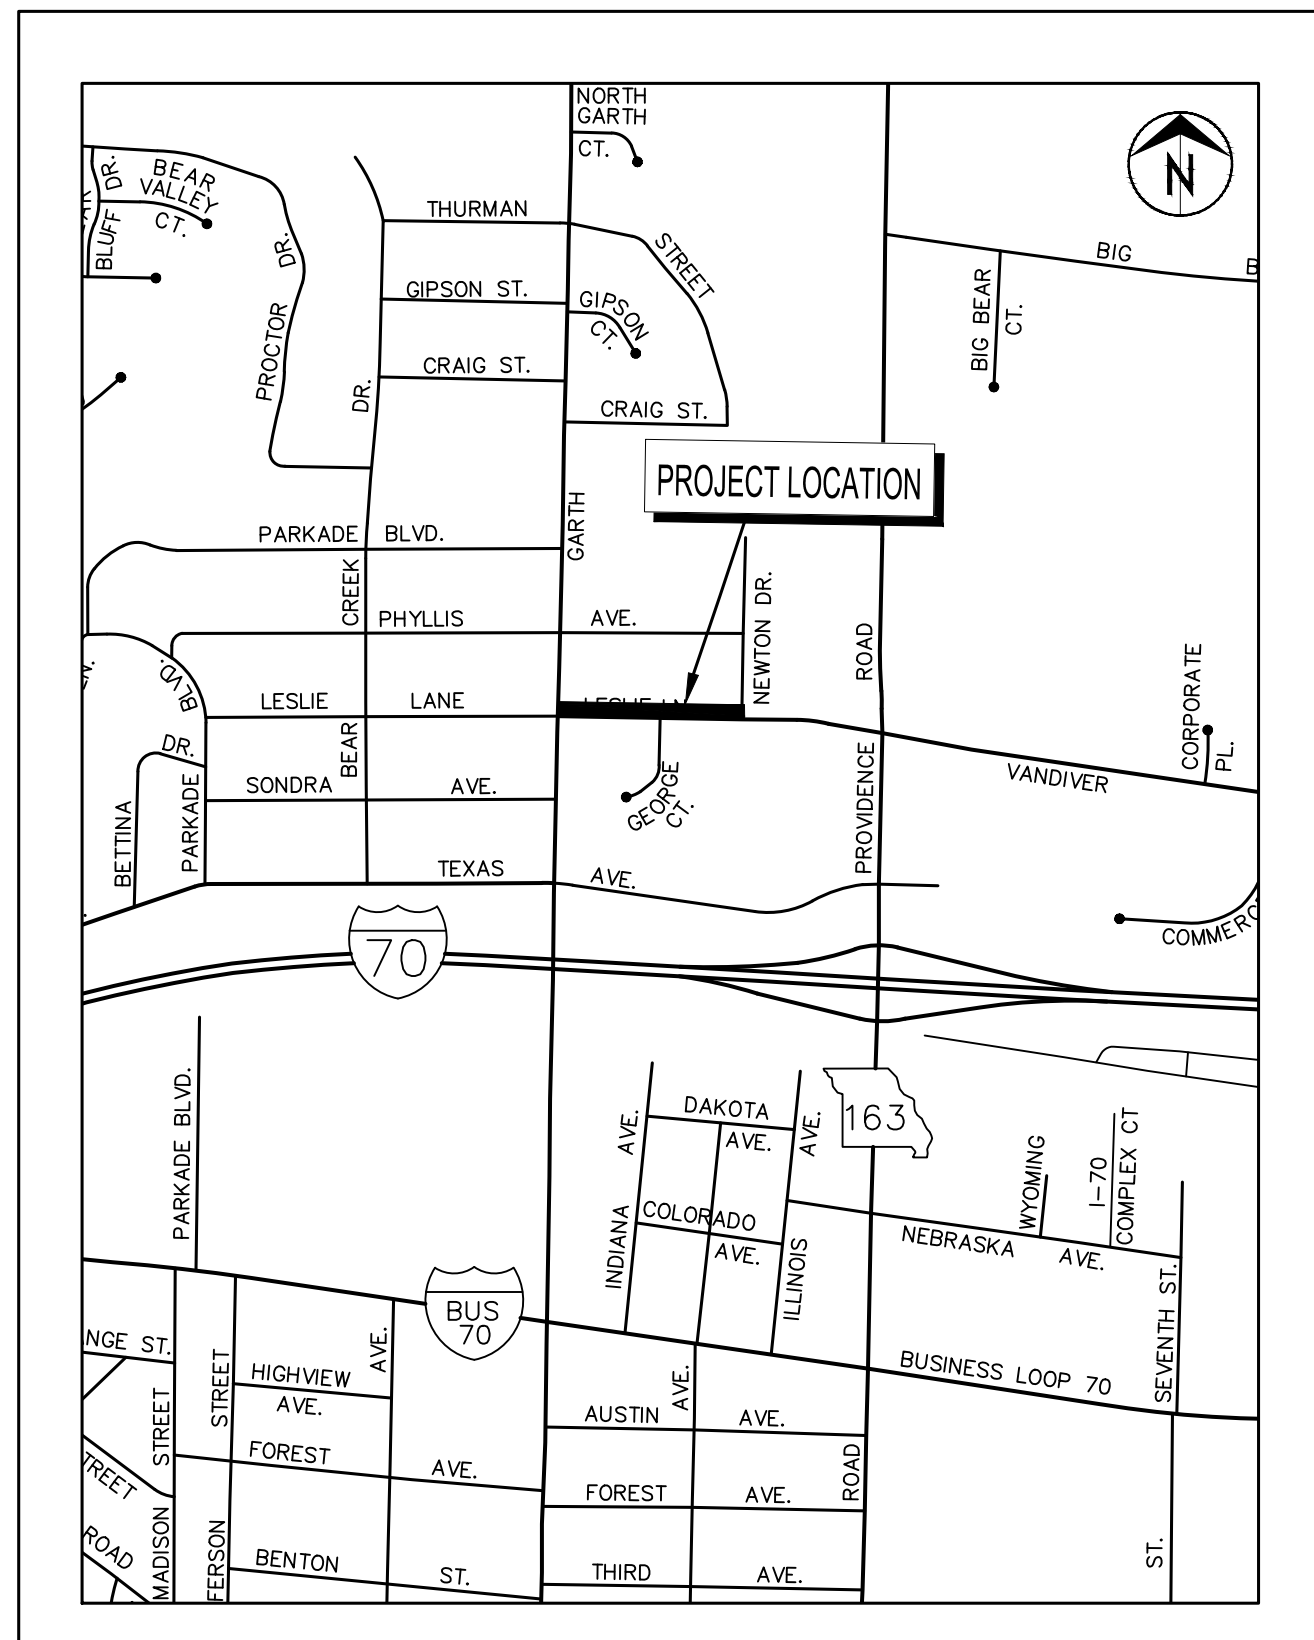 NORTH
GARTH
CT.
N
BLUFF
DR.
BEAR
VALLEY
CT.
THURMAN
STREET
BIG
PROCTOR
DR.
GIPSON ST.
GIPSON
CT.
BIG BEAR
CT.
CRAIG ST.
DR.
CRAIG ST.
PROJECT LOCATION
GARTH
PARKADE
BLVD.
CREEK
PHYLLIS
AVE.
NEWTON DR.
ROAD
CORPORATE
PL.
BLVD.
LESLIE
LANE
LESLIE LN
BEAR
DR.
SONDRA
AVE.
GEORGE
CT.
PROVIDENCE
VANDIVER
BETTINA
PARKADE
TEXAS
AVE.
COMMERC
70
PARKADE BLVD.
163
DAKOTA
AVE.
AVE.
AVE.
INDIANA
COLORADO
AVE.
ILLINOIS
WYOMING
I-70
COMPLEX CT
NEBRASKA
AVE.
SEVENTH ST.
BUS
70
BUSINESS LOOP 70
NGE ST.
STREET
STREET
HIGHVIEW
AVE.
AVE.
AVE.
AUSTIN
AVE.
FOREST
AVE.
FOREST
AVE.
ROAD
TREET
ROAD
MADISON
FERSON
BENTON
ST.
THIRD
AVE.
ST.